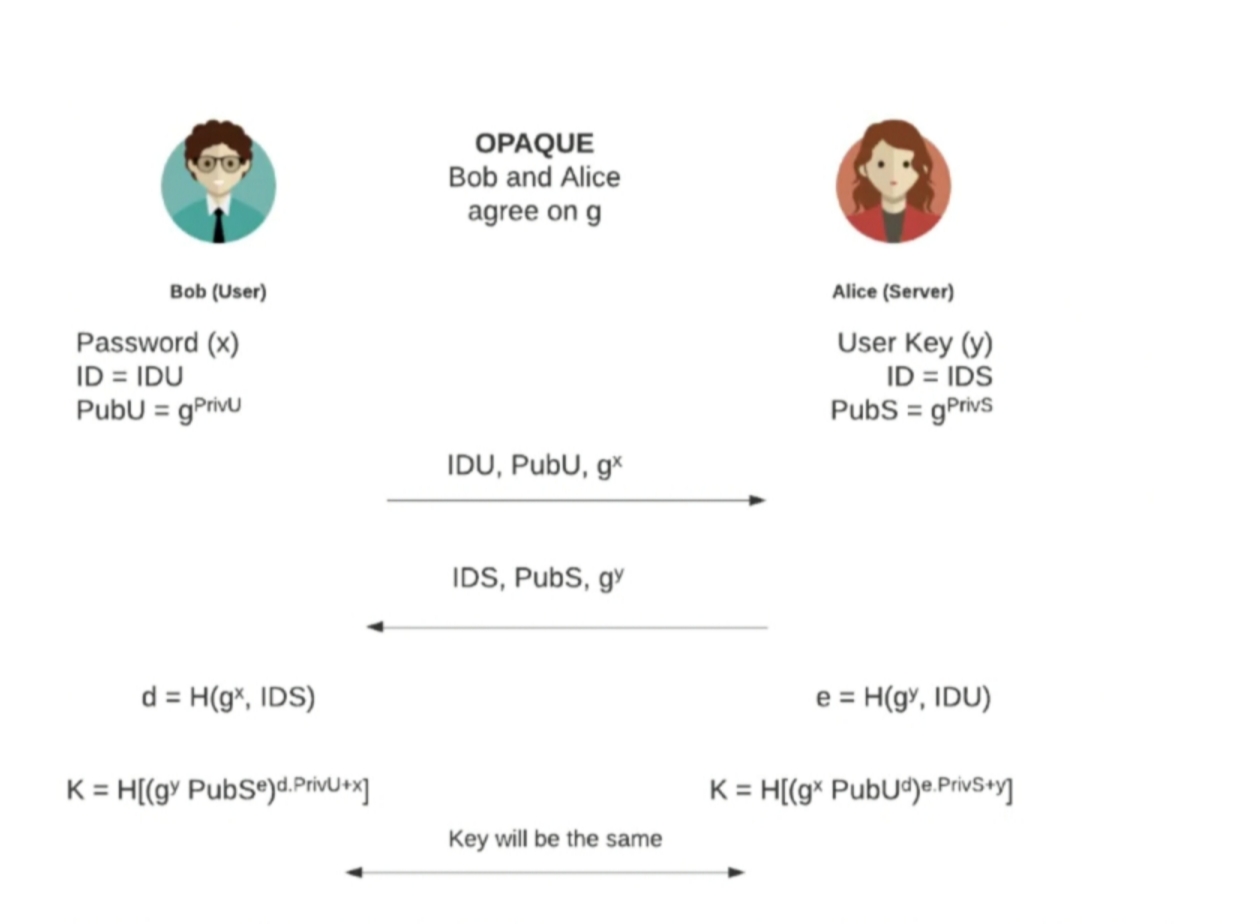 OPAQUE
Bob and Alice
agree on g
Bob (User)
Alice (Server)
Password (x)
ID = IDU
PubU = g^PrivU
User Key (y)
ID = IDS
PubS = g^PrivS
IDU, PubU, g^x
IDS, PubS, g^y
d = H(g^x, IDS)
e = H(g^y, IDU)
K = H[(g^y PubS^e)^d.PrivU+x]
K = H[(g^x PubU^d)^e.PrivS+y]
Key will be the same